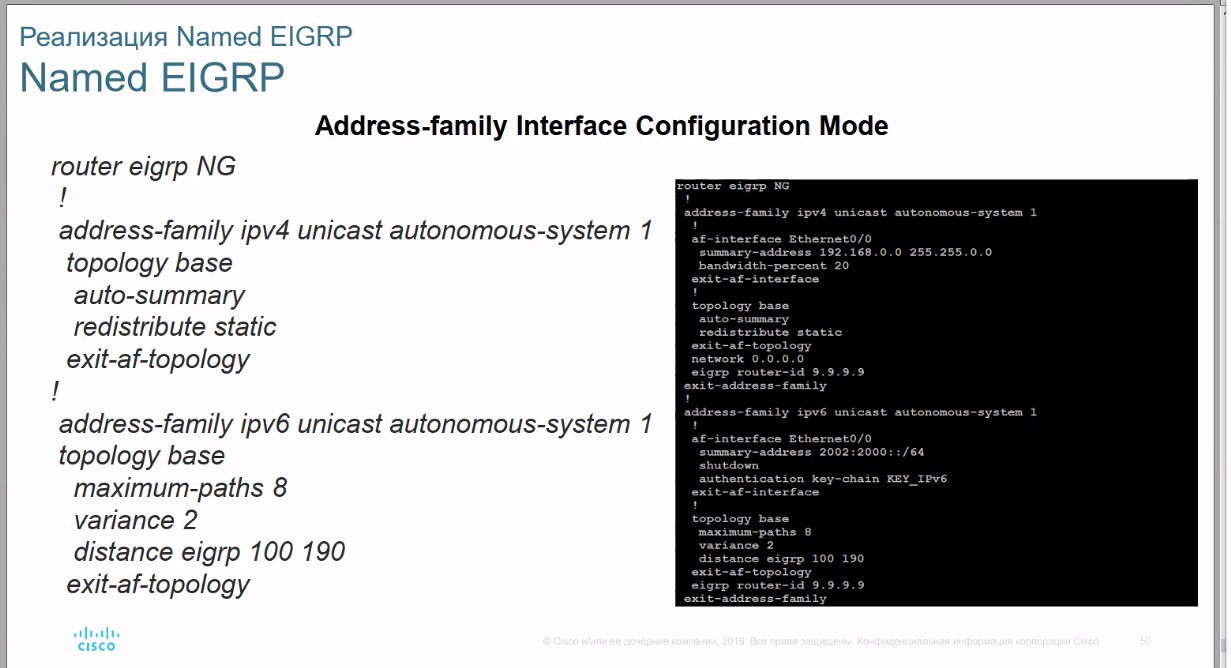 Реализация Named EIGRP
Named EIGRP
Address-family Interface Configuration Mode
router eigrp NG
!
address-family ipv4 unicast autonomous-system 1
topology base
auto-summary
redistribute static
exit-af-topology
!
address-family ipv6 unicast autonomous-system 1
topology base
maximum-paths 8
variance 2
distance eigrp 100 190
exit-af-topology
router eigrp NG
!
address-family ipv4 unicast autonomous-system 1
!
af-interface Ethernet0/0
summary-address 192.168.0.0 255.255.0.0
bandwidth-percent 20
exit-af-interface
!
topology base
auto-summary
redistribute static
exit-af-topology
network 0.0.0.0
eigrp router-id 9.9.9.9
exit-address-family
!
address-family ipv6 unicast autonomous-system 1
!
af-interface Ethernet0/0
summary-address 2002:2000::/64
shutdown
authentication key-chain KEY_IPv6
exit-af-interface
!
topology base
maximum-paths 8
variance 2
distance eigrp 100 190
exit-af-topology
eigrp router-id 9.9.9.9
exit-address-family
CISCO
© Cisco и/или ее дочерние компании, 2016. Все права защищены. Конфиденциальная информация корпорации Cisco
50